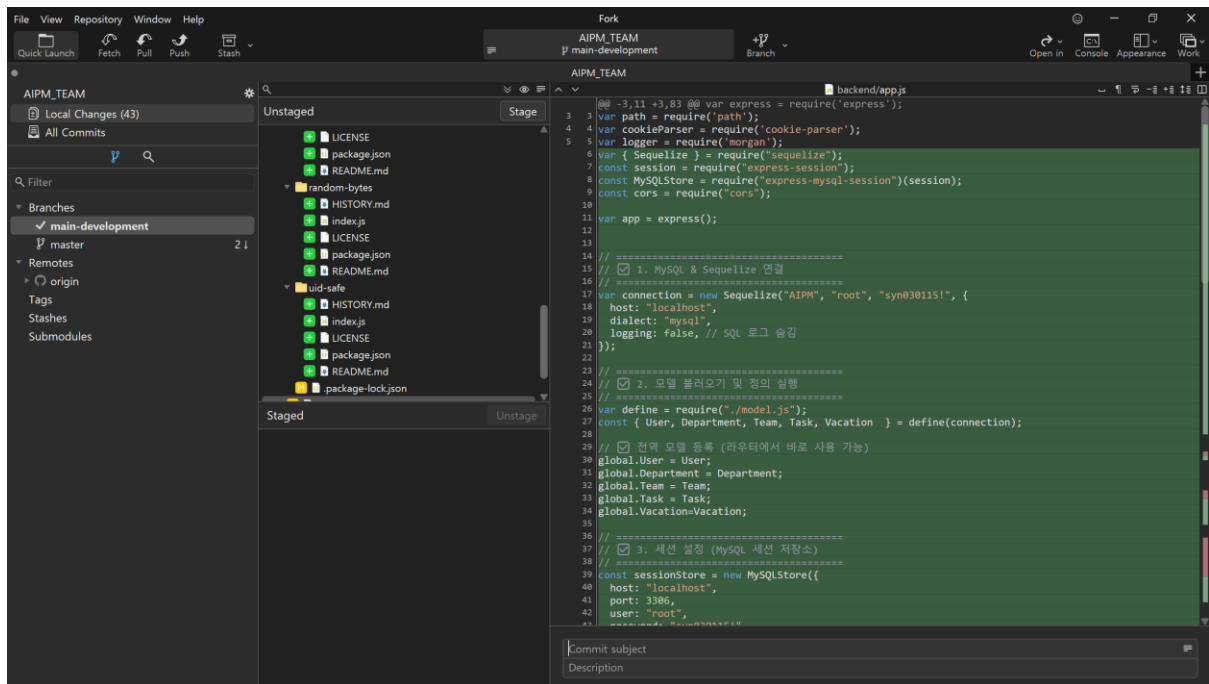 File View Repository Window Help
Fork
Quick Launch
Fetch
Pull
Push
Stash
AIPM_TEAM
main-development
Branch
Open in
Console
Appearance
Work
AIPM_TEAM
AIPM_TEAM
Local Changes (43)
All Commits
Filter
Branches
main-development
master 2↓
Remotes
origin
Tags
Stashes
Submodules
Unstaged
Stage
LICENSE
package.json
README.md
random-bytes
HISTORY.md
index.js
LICENSE
package.json
README.md
uid-safe
HISTORY.md
index.js
LICENSE
package.json
README.md
.package-lock.json
Staged
Unstage
backend/app.js
@@ -3,11 +3,83 @@ var express = require('express');
3 3 var path = require('path');
4 4 var cookieParser = require('cookie-parser');
5 5 var logger = require('morgan');
6 var { Sequelize } = require("sequelize");
7 const session = require("express-session");
8 const MySQLStore = require("express-mysql-session")(session);
9 const cors = require("cors");
10
11 var app = express();
12
13
14 // ======================================
15 // ☑ 1. MySQL & Sequelize 연결
16 // ======================================
17 var connection = new Sequelize("AIPM", "root", "syn030115!", {
18 host: "localhost",
19 dialect: "mysql",
20 logging: false, // SQL 로그 숨김
21 });
22
23 // ======================================
24 // ☑ 2. 모델 불러오기 및 정의 실행
25 // ======================================
26 var define = require("./model.js");
27 const { User, Department, Team, Task, Vacation } = define(connection);
28
29 // ☑ 전역 모델 등록 (라우터에서 바로 사용 가능)
30 global.User = User;
31 global.Department = Department;
32 global.Team = Team;
33 global.Task = Task;
34 global.Vacation=Vacation;
35
36 // ======================================
37 // ☑ 3. 세션 설정 (MySQL 세션 저장소)
38 // ======================================
39 const sessionStore = new MySQLStore({
40 host: "localhost",
41 port: 3306,
42 user: "root",
Commit subject
Description